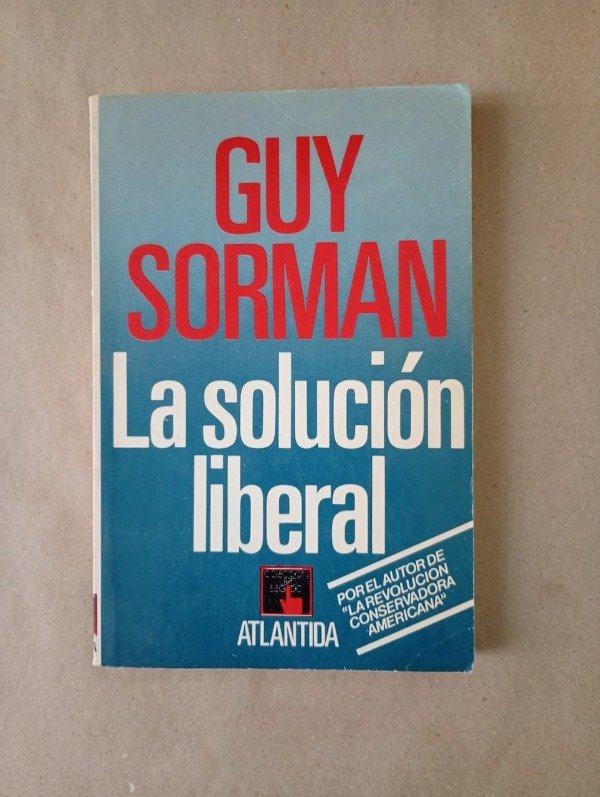 GUY
SORMAN
La solución
liberal
ATLANTIDA
POR EL AUTOR DE
"LA REVOLUCION
CONSERVADORA
AMERICANA"